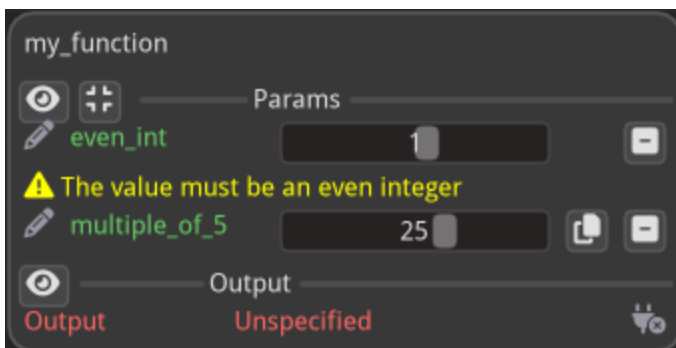 my_function
Params
even_int 1
The value must be an even integer
multiple_of_5 25
Output
Output Unspecified